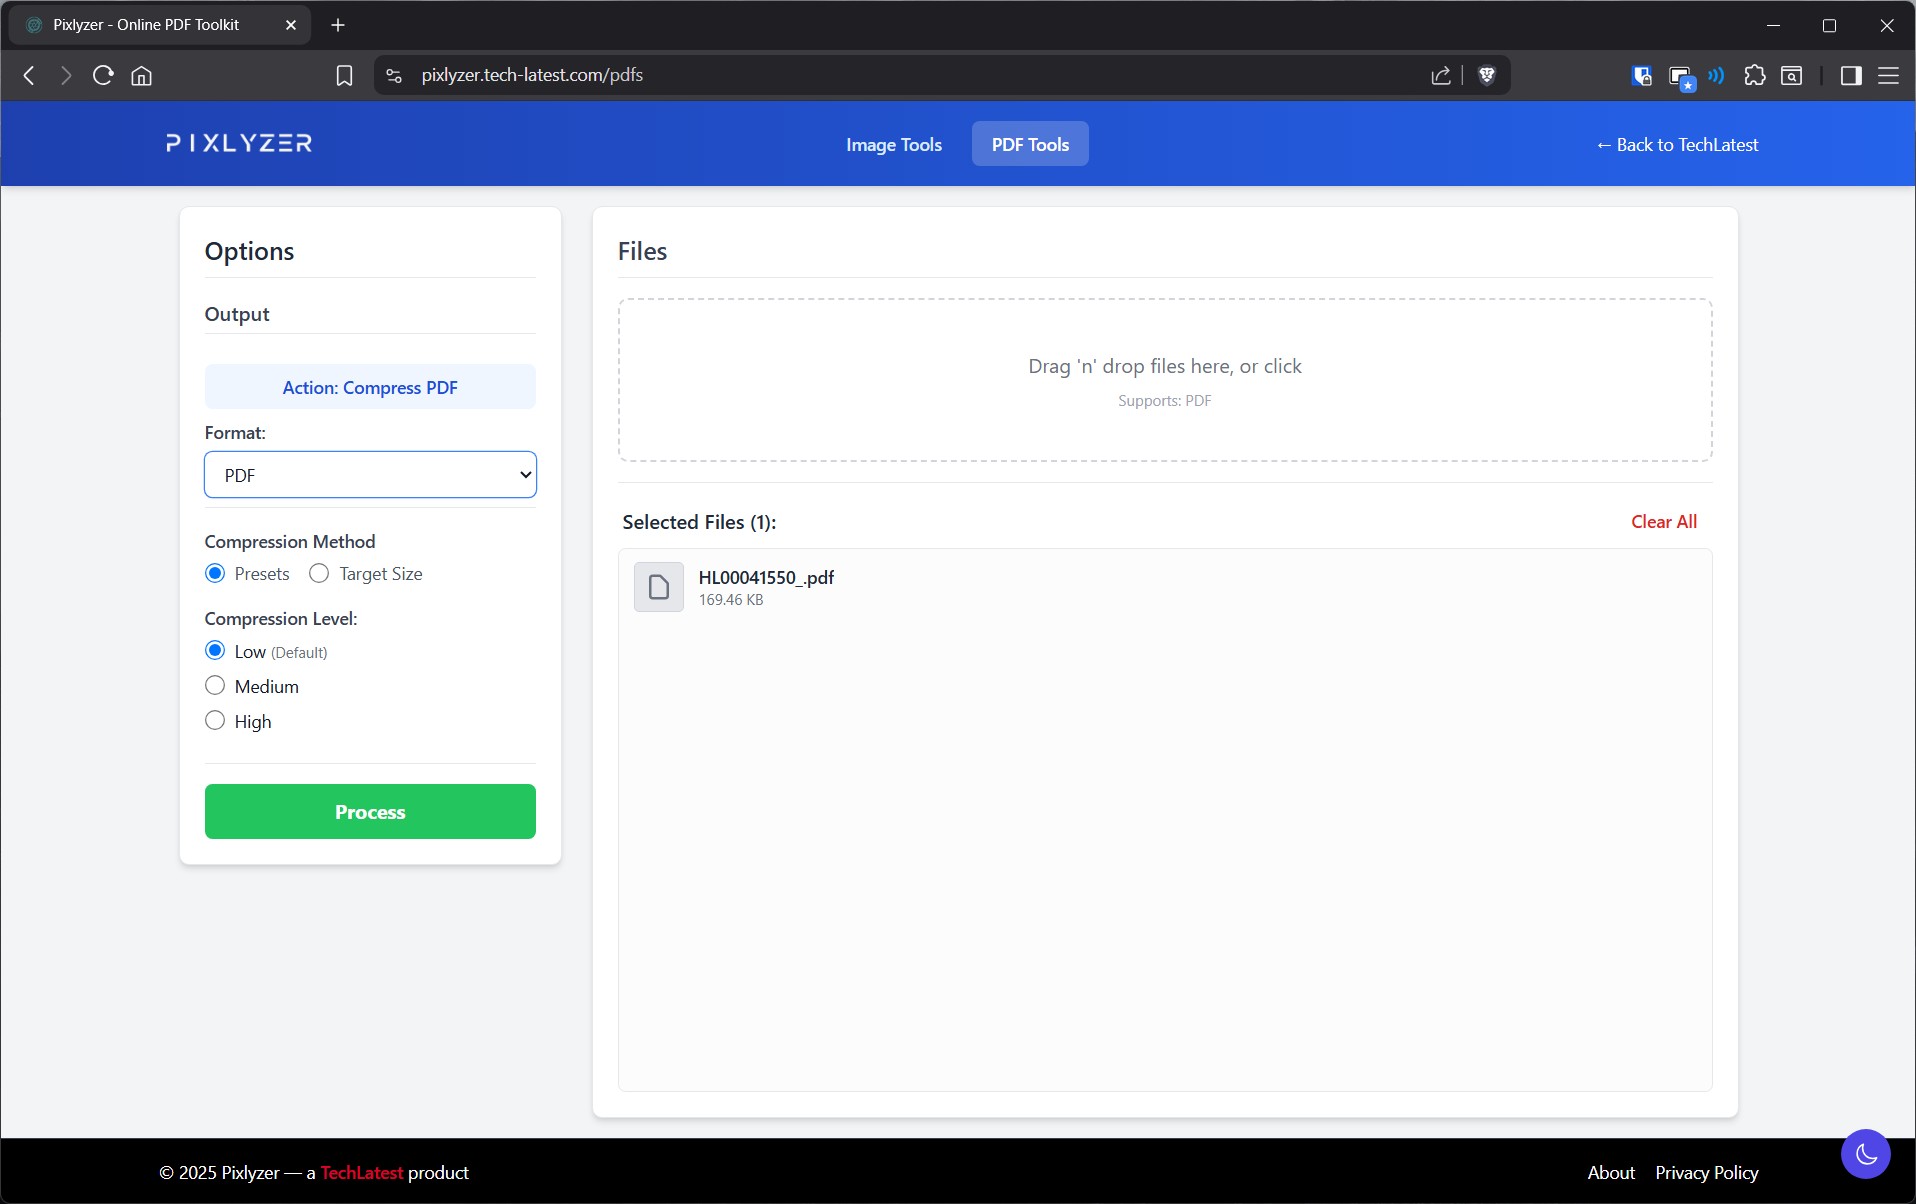 Pixlyzer - Online PDF Toolkit
pixlyzer.tech-latest.com/pdfs
PIXLYZER
Image Tools
PDF Tools
← Back to TechLatest
Options
Output
Action: Compress PDF
Format:
PDF
Compression Method
Presets
Target Size
Compression Level:
Low (Default)
Medium
High
Process
Files
Drag 'n' drop files here, or click
Supports: PDF
Selected Files (1):
Clear All
HL00041550_.pdf
169.46 KB
© 2025 Pixlyzer — a TechLatest product
About
Privacy Policy